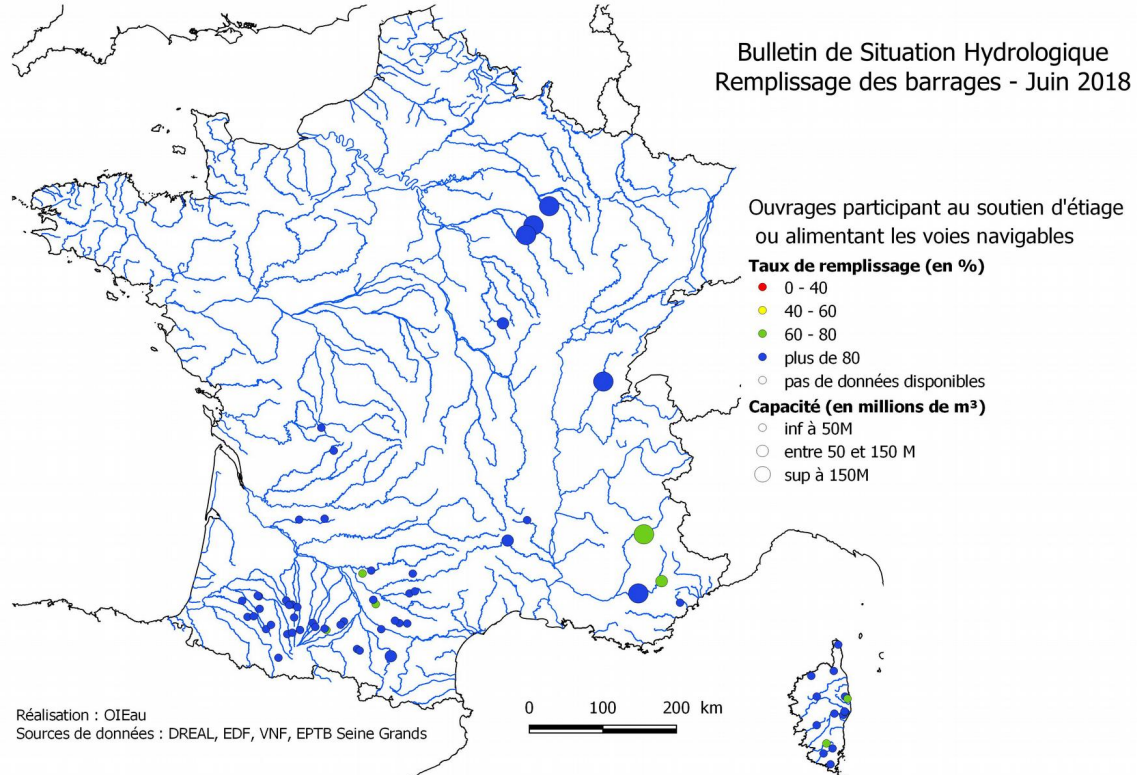 Bulletin de Situation Hydrologique
Remplissage des barrages - Juin 2018
Ouvrages participant au soutien d'étiage
ou alimentant les voies navigables
Taux de remplissage (en %)
0 - 40
40 - 60
60 - 80
plus de 80
pas de données disponibles
Capacité (en millions de m³)
inf à 50M
entre 50 et 150 M
sup à 150M
0 100 200 km
Réalisation : OIEau
Sources de données : DREAL, EDF, VNF, EPTB Seine Grands